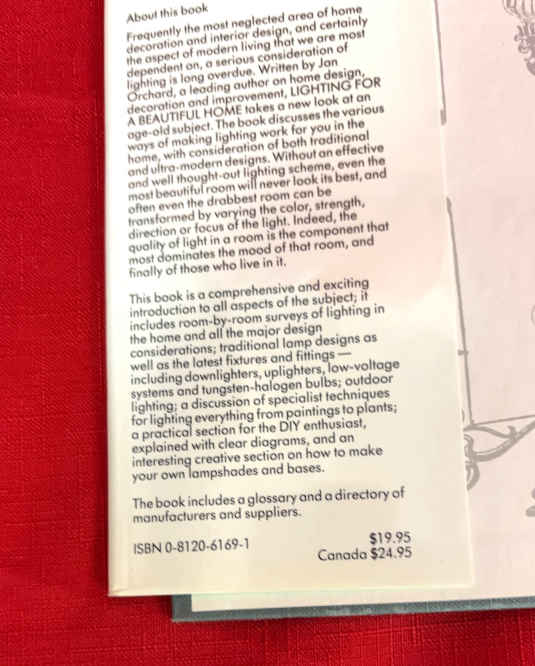 About this book
Frequently the most neglected area of home
decoration and interior design, and certainly
the aspect of modern living that we are most
dependent on, a serious consideration of
lighting is long overdue. Written by Jan
Orchard, a leading author on home design,
decoration and improvement, LIGHTING FOR
A BEAUTIFUL HOME takes a new look at an
age-old subject. The book discusses the various
ways of making lighting work for you in the
home, with consideration of both traditional
and ultra-modern designs. Without an effective
and well thought-out lighting scheme, even the
most beautiful room will never look its best, and
often even the drabbest room can be
transformed by varying the color, strength,
direction or focus of the light. Indeed, the
quality of light in a room is the component that
most dominates the mood of that room, and
finally of those who live in it.
This book is a comprehensive and exciting
introduction to all aspects of the subject; it
includes room-by-room surveys of lighting in
the home and all the major design
considerations; traditional lamp designs as
well as the latest fixtures and fittings —
including downlighters, uplighters, low-voltage
systems and tungsten-halogen bulbs; outdoor
lighting; a discussion of specialist techniques
for lighting everything from paintings to plants;
a practical section for the DIY enthusiast,
explained with clear diagrams, and an
interesting creative section on how to make
your own lampshades and bases.
The book includes a glossary and a directory of
manufacturers and suppliers.
ISBN 0-8120-6169-1
$19.95
Canada $24.95